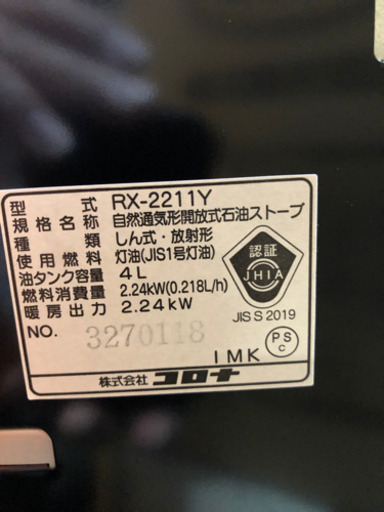 型式 RX-2211Y
規格名称 自然通気形開放式石油ストーブ
種類 しん式・放射形
使用燃料 灯油(JIS1号灯油)
油タンク容量 4L
燃料消費量 2.24kW(0.218L/h)
暖房出力 2.24kW
NO. 3270118
認証
JHIA
JIS S 2019
1MK
PS
C
株式会社 コロナ